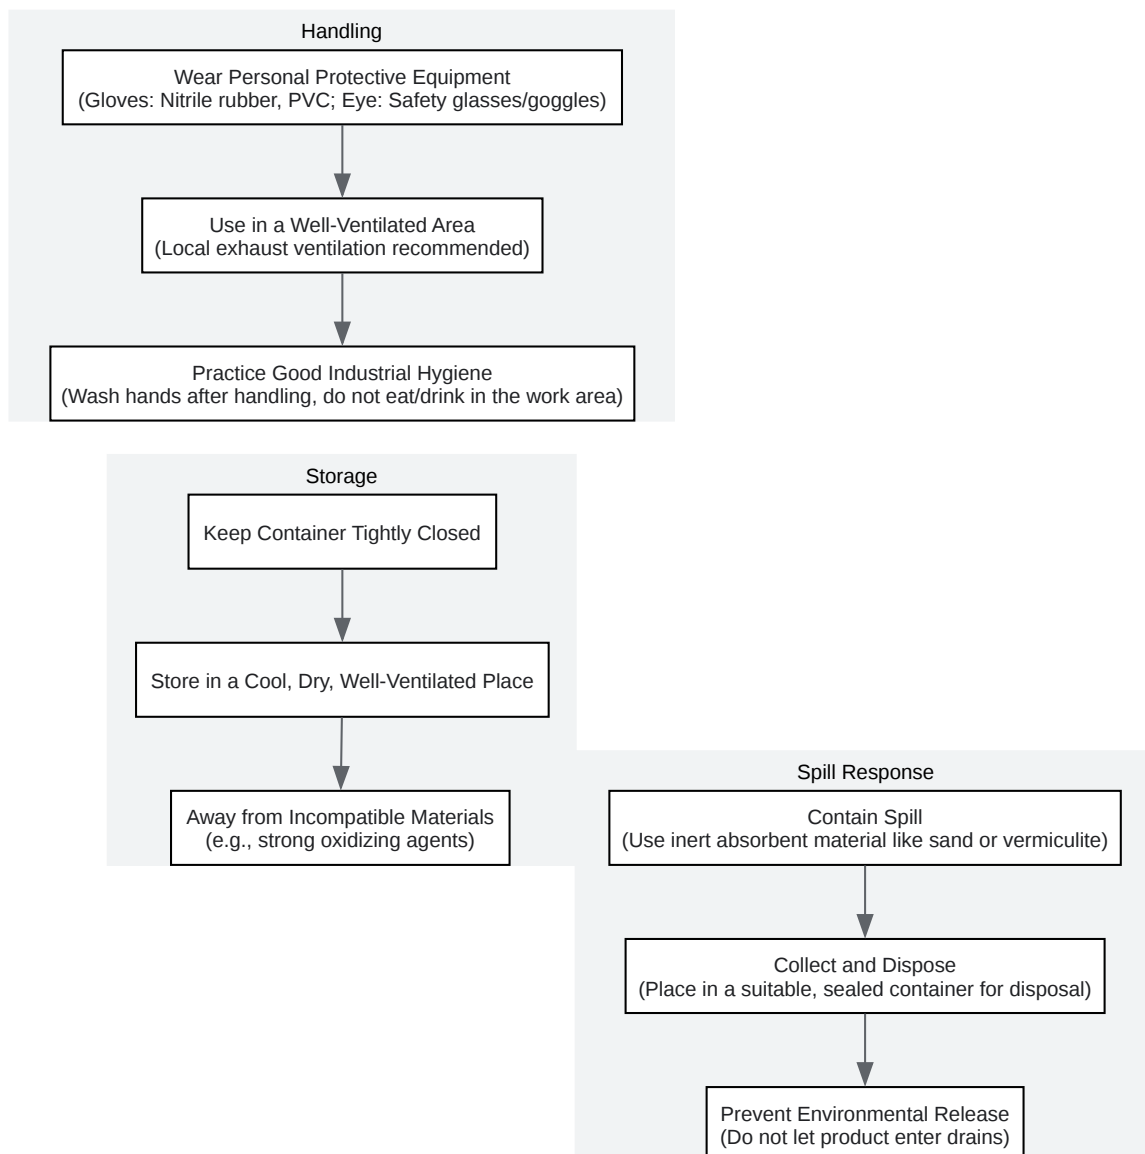 Handling
Wear Personal Protective Equipment
(Gloves: Nitrile rubber, PVC; Eye: Safety glasses/goggles)
Use in a Well-Ventilated Area
(Local exhaust ventilation recommended)
Practice Good Industrial Hygiene
(Wash hands after handling, do not eat/drink in the work area)
Storage
Keep Container Tightly Closed
Store in a Cool, Dry, Well-Ventilated Place
Away from Incompatible Materials
(e.g., strong oxidizing agents)
Spill Response
Contain Spill
(Use inert absorbent material like sand or vermiculite)
Collect and Dispose
(Place in a suitable, sealed container for disposal)
Prevent Environmental Release
(Do not let product enter drains)